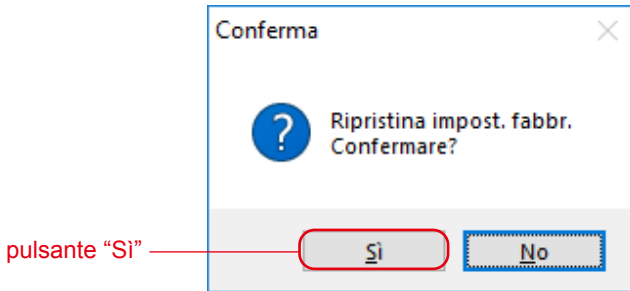 Conferma
?
Ripristina impost. fabbr.
Confermare?
pulsante “Sì”
Sì
No